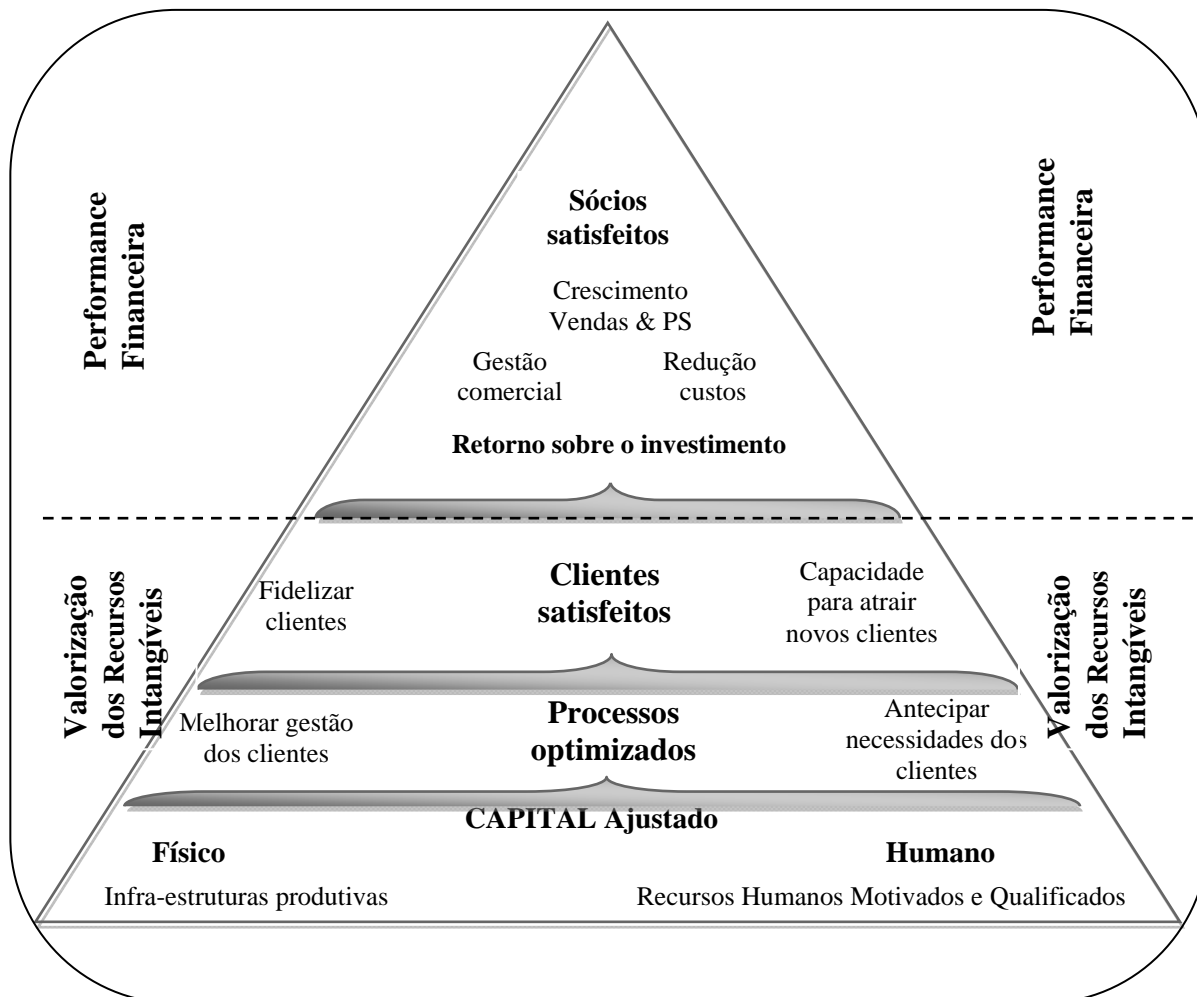 Performance
Financeira
Performance
Financeira
Sócios
satisfeitos
Crescimento
Vendas & PS
Gestão
comercial
Redução
custos
Retorno sobre o investimento
Valorização
dos Recursos
Intangíveis
Fidelizar
clientes
Clientes
satisfeitos
Capacidade
para atrair
novos clientes
Valorização
dos Recursos
Intangíveis
Melhorar gestão
dos clientes
Processos
optimizados
Antecipar
necessidades dos
clientes
CAPITAL Ajustado
Físico
Humano
Infra-estruturas produtivas
Recursos Humanos Motivados e Qualificados